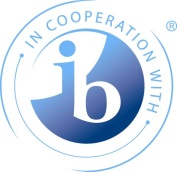 · IN COOPERATION WITH ·
ib
®